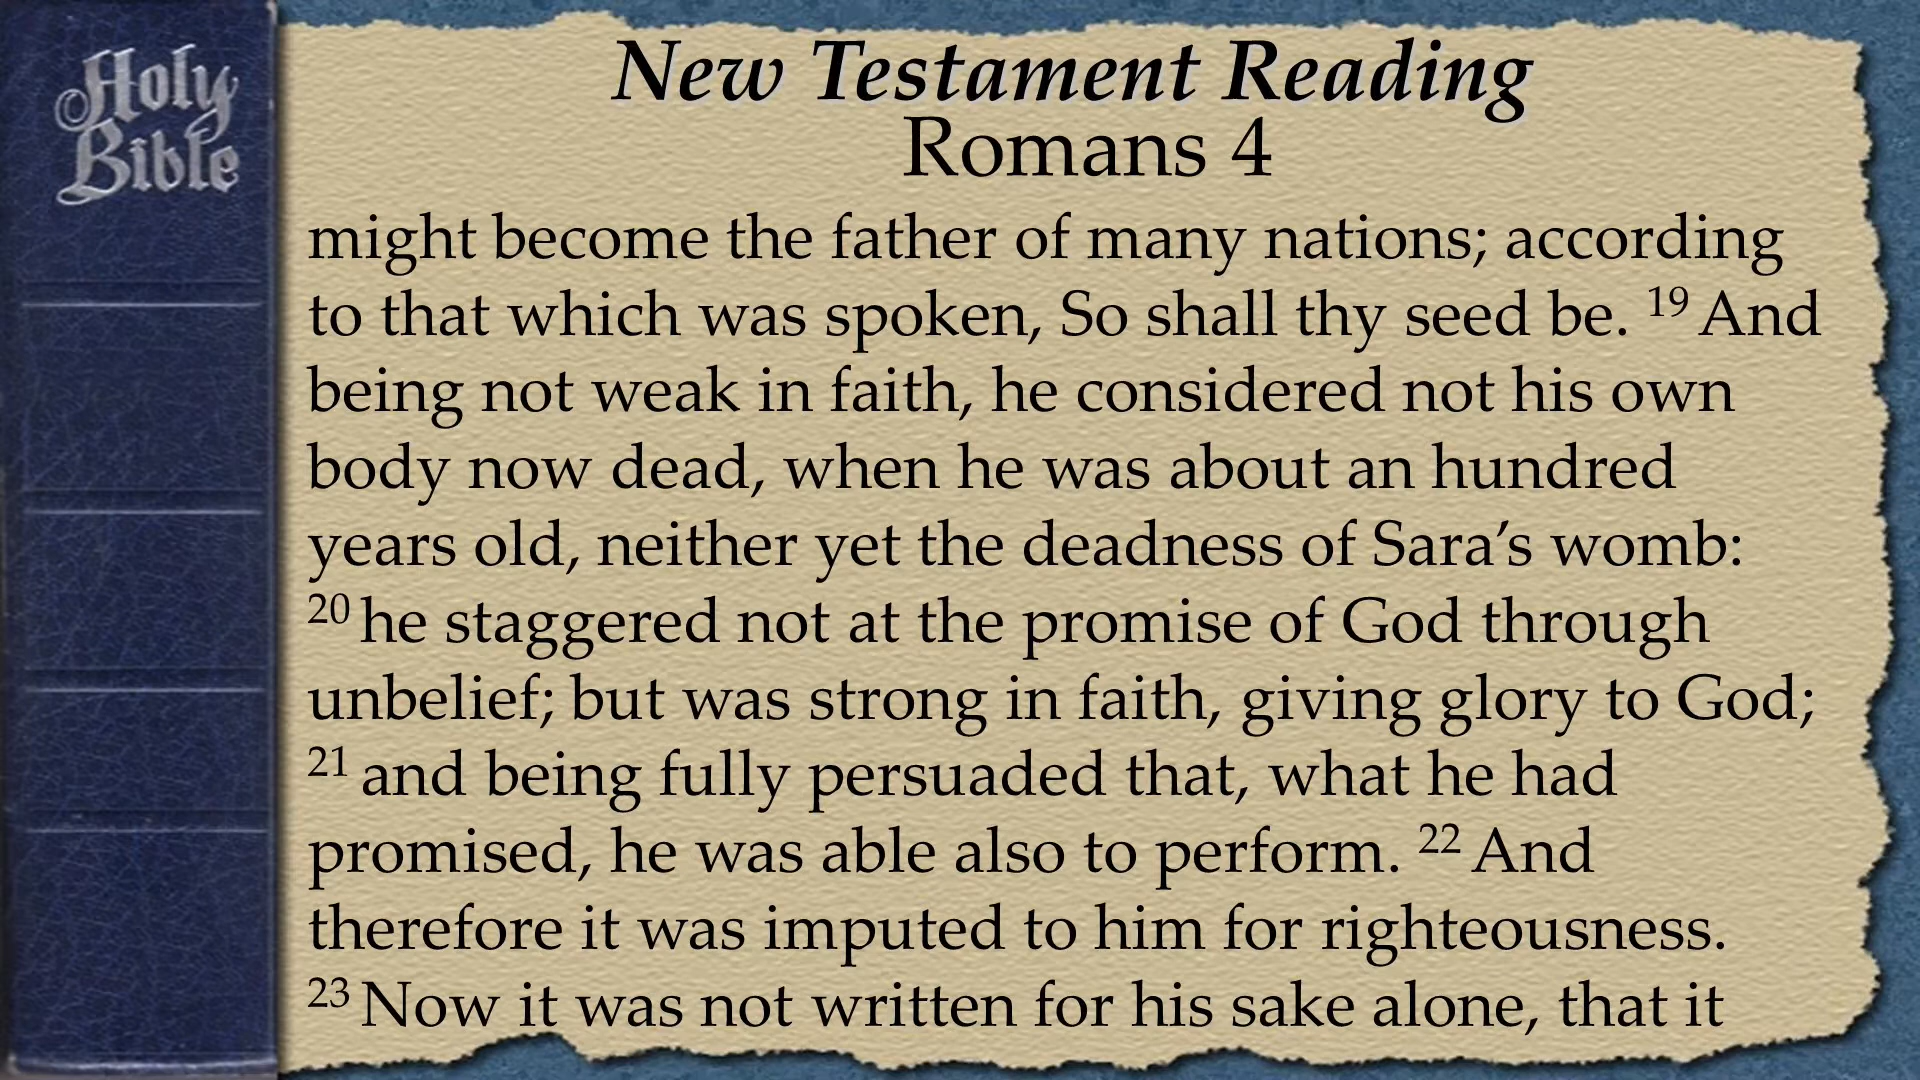 Holy
Bible
New Testament Reading
Romans 4
might become the father of many nations; according
to that which was spoken, So shall thy seed be. 19 And
being not weak in faith, he considered not his own
body now dead, when he was about an hundred
years old, neither yet the deadness of Sara’s womb:
20 he staggered not at the promise of God through
unbelief; but was strong in faith, giving glory to God;
21 and being fully persuaded that, what he had
promised, he was able also to perform. 22 And
therefore it was imputed to him for righteousness.
23 Now it was not written for his sake alone, that it